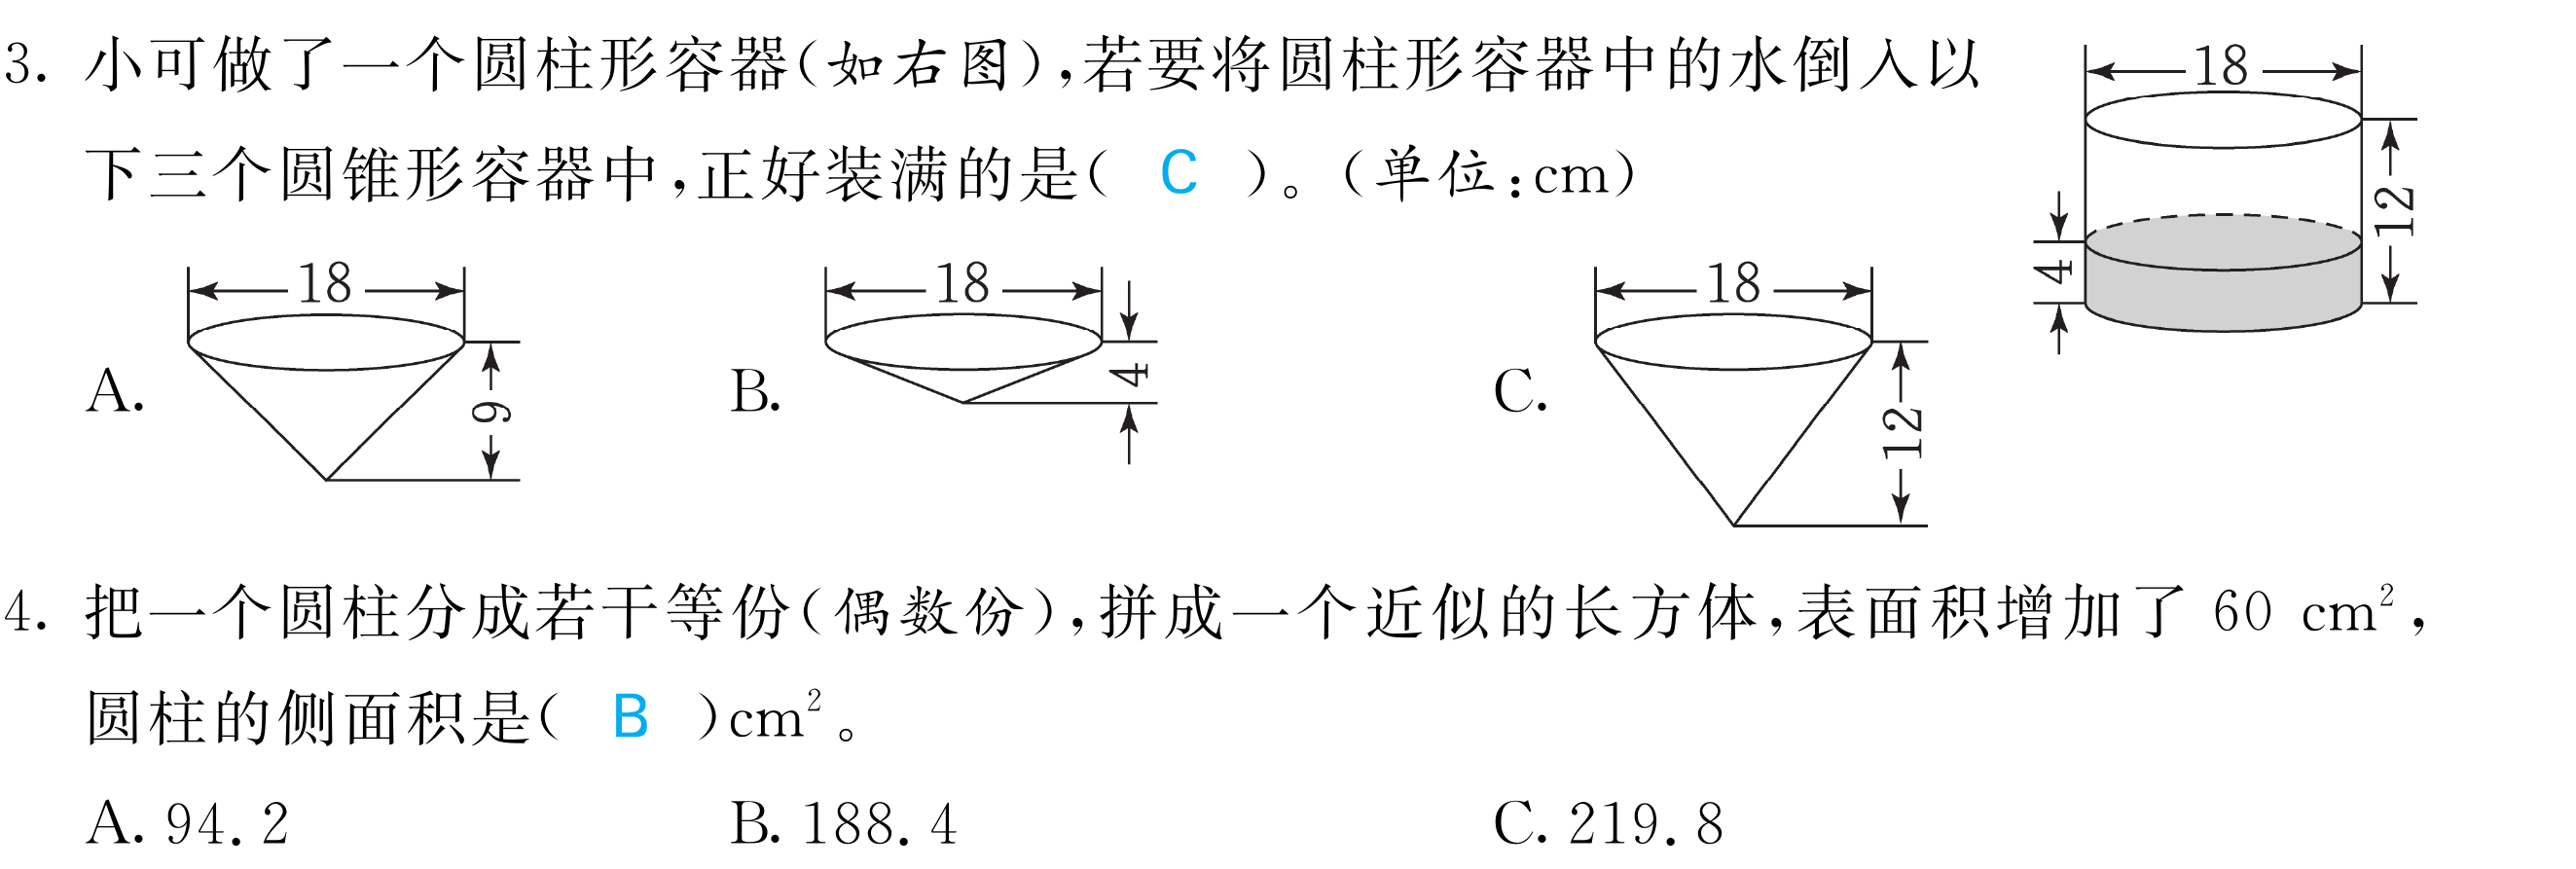 3. 小可做了一个圆柱形容器(如右图),若要将圆柱形容器中的水倒入以
下三个圆锥形容器中,正好装满的是( C )。(单位:cm)
18
12
4
A. 18 9
B. 18 4
C. 18 12
4. 把一个圆柱分成若干等份(偶数份),拼成一个近似的长方体,表面积增加了 60 cm²,
圆柱的侧面积是( B )cm²。
A. 94.2 B. 188.4 C. 219.8